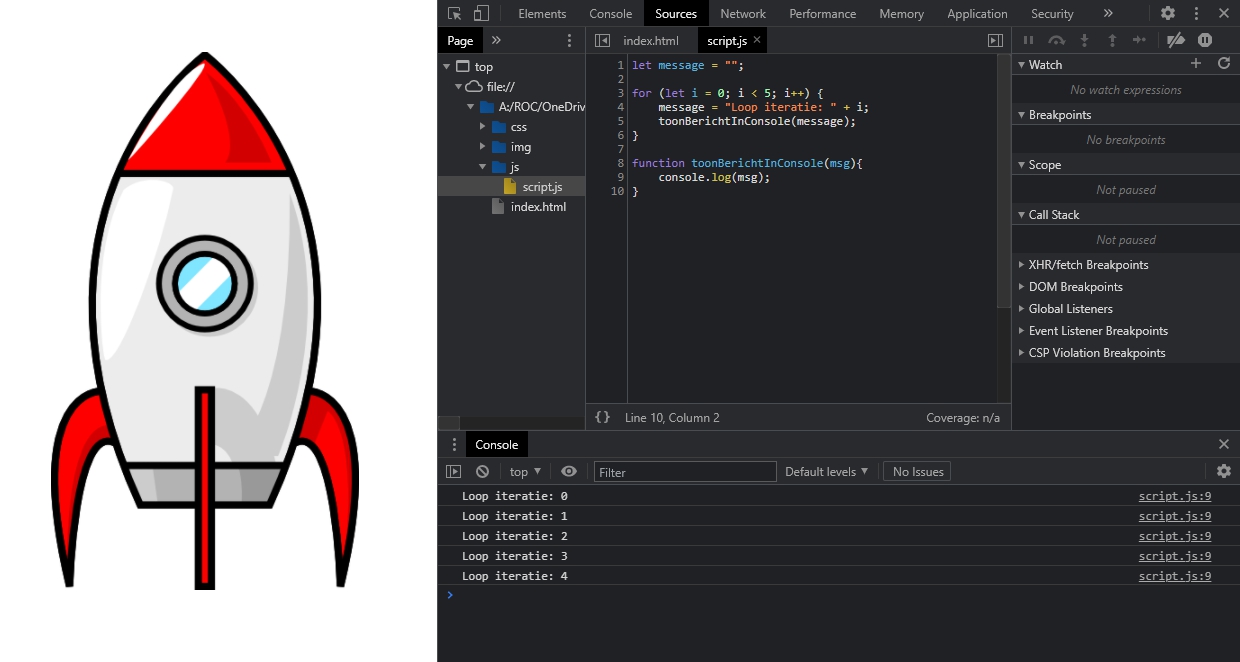 Elements Console Sources Network Performance Memory Application Security »
Page » index.html script.js ×
top
file://
A:/ROC/OneDriv
css
img
js
script.js
index.html
1 let message = "";
2
3 for (let i = 0; i < 5; i++) {
4 message = "Loop iteratie: " + i;
5 toonBerichtInConsole(message);
6 }
7
8 function toonBerichtInConsole(msg){
9 console.log(msg);
10 }
{} Line 10, Column 2 Coverage: n/a
Watch
No watch expressions
Breakpoints
No breakpoints
Scope
Not paused
Call Stack
Not paused
XHR/fetch Breakpoints
DOM Breakpoints
Global Listeners
Event Listener Breakpoints
CSP Violation Breakpoints
Console
top Filter Default levels No Issues
Loop iteratie: 0 script.js:9
Loop iteratie: 1 script.js:9
Loop iteratie: 2 script.js:9
Loop iteratie: 3 script.js:9
Loop iteratie: 4 script.js:9